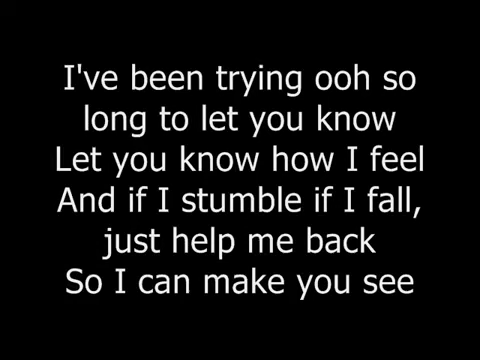 I've been trying ooh so
long to let you know
Let you know how I feel
And if I stumble if I fall,
just help me back
So I can make you see